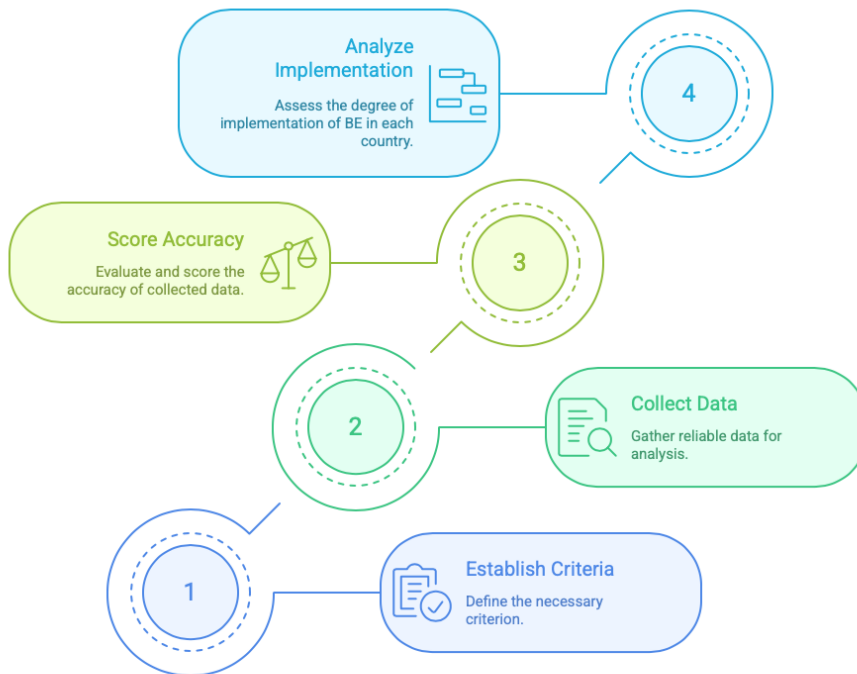 Analyze
Implementation
Assess the degree of
implementation of BE in each
country.
4
Score Accuracy
Evaluate and score the
accuracy of collected data.
3
2
Collect Data
Gather reliable data for
analysis.
1
Establish Criteria
Define the necessary
criterion.